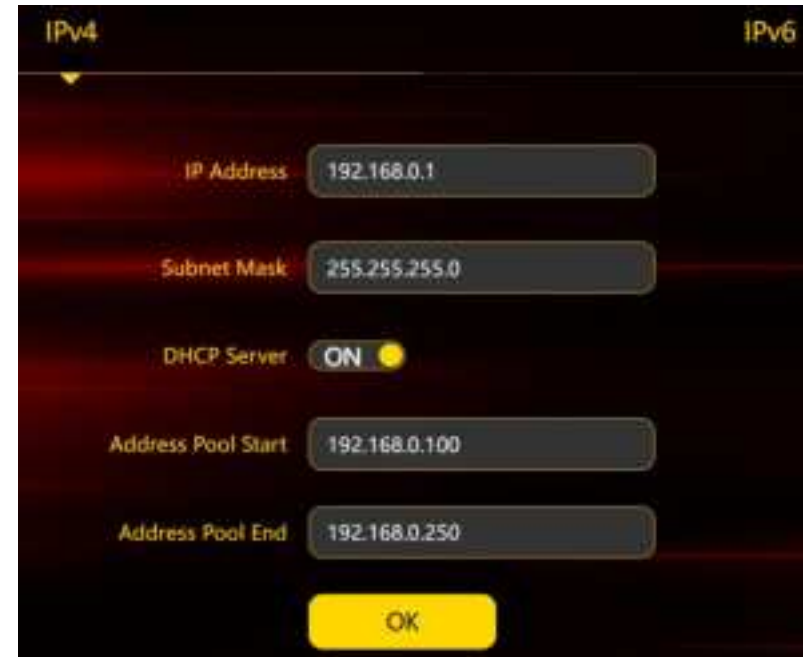 IPv4 IPv6
IP Address 192.168.0.1
Subnet Mask 255.255.255.0
DHCP Server ON
Address Pool Start 192.168.0.100
Address Pool End 192.168.0.250
OK